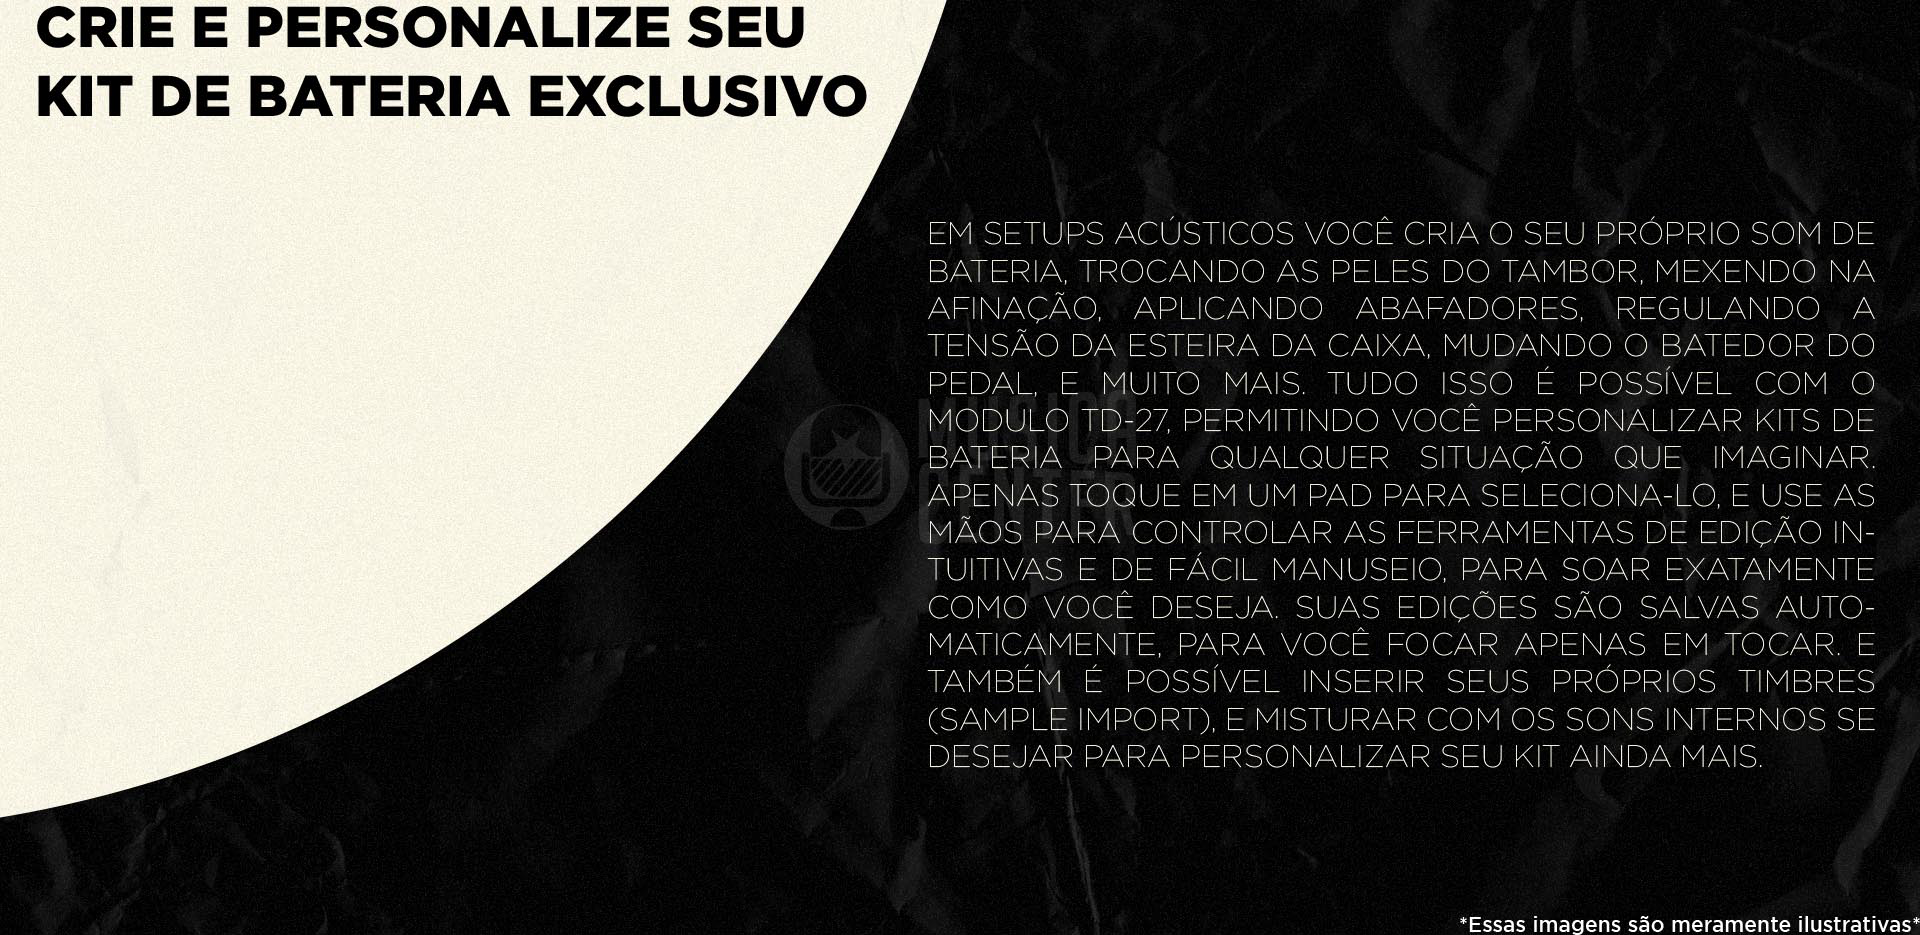 CRIE E PERSONALIZE SEU
KIT DE BATERIA EXCLUSIVO
EM SETUPS ACÚSTICOS VOCÊ CRIA O SEU PRÓPRIO SOM DE
BATERIA, TROCANDO AS PELES DO TAMBOR, MEXENDO NA
AFINAÇÃO, APLICANDO ABAFADORES, REGULANDO A
TENSÃO DA ESTEIRA DA CAIXA, MUDANDO O BATEDOR DO
PEDAL, E MUITO MAIS. TUDO ISSO É POSSÍVEL COM O
MODULO TD-27, PERMITINDO VOCÊ PERSONALIZAR KITS DE
BATERIA PARA QUALQUER SITUAÇÃO QUE IMAGINAR.
APENAS TOQUE EM UM PAD PARA SELECIONA-LO, E USE AS
MÃOS PARA CONTROLAR AS FERRAMENTAS DE EDIÇÃO IN-
TUITIVAS E DE FÁCIL MANUSEIO, PARA SOAR EXATAMENTE
COMO VOCÊ DESEJA. SUAS EDIÇÕES SÃO SALVAS AUTO-
MATICAMENTE, PARA VOCÊ FOCAR APENAS EM TOCAR. E
TAMBÉM É POSSÍVEL INSERIR SEUS PRÓPRIOS TIMBRES
(SAMPLE IMPORT), E MISTURAR COM OS SONS INTERNOS SE
DESEJAR PARA PERSONALIZAR SEU KIT AINDA MAIS.
MÚSICA
CENTER
*Essas imagens são meramente ilustrativas*